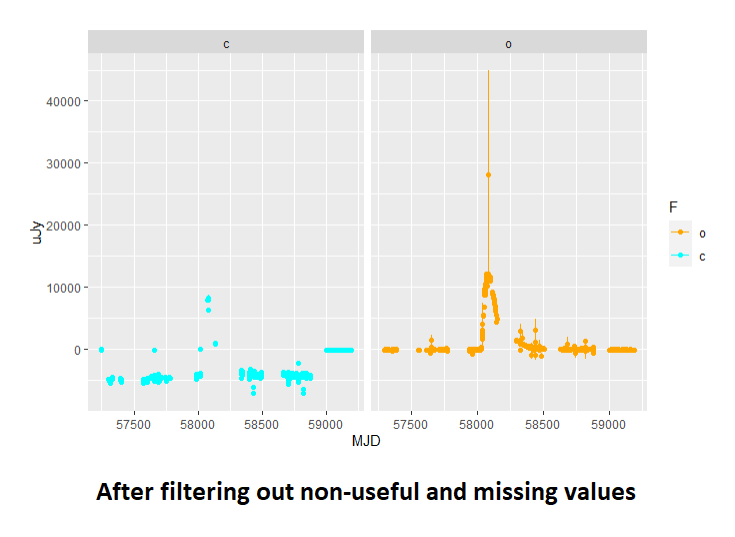 c
o
uJy
40000
30000
20000
10000
0
57500
58000
58500
59000
57500
58000
58500
59000
MJD
F
o
c
After filtering out non-useful and missing values